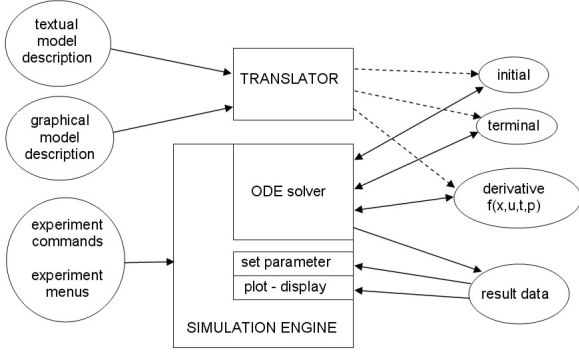 textual
model
description
graphical
model
description
experiment
commands
experiment
menus
TRANSLATOR
ODE solver
set parameter
plot - display
SIMULATION ENGINE
initial
terminal
derivative
f(x,u,t,p)
result data